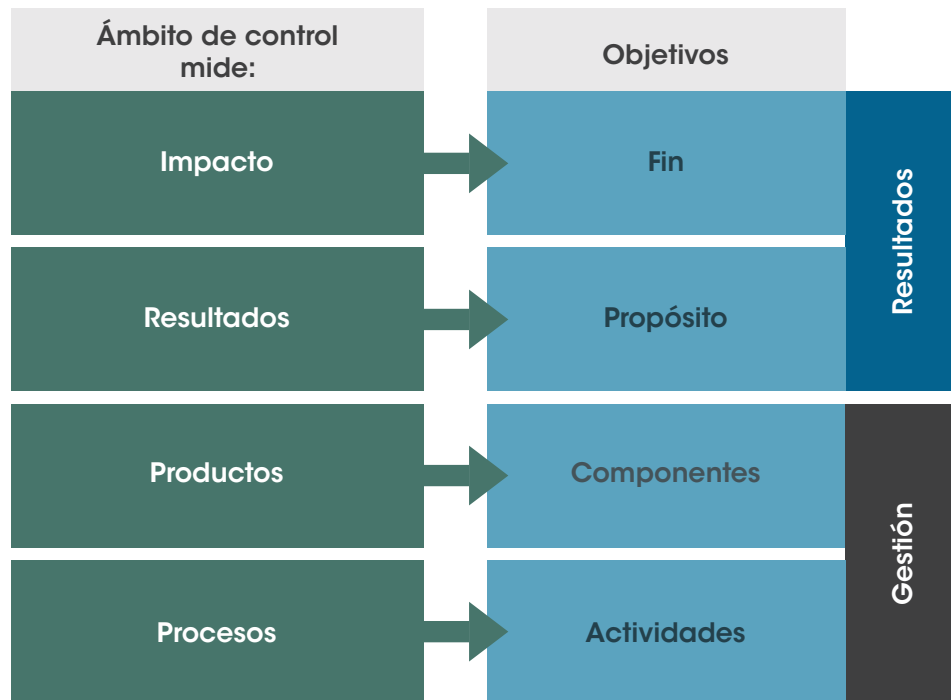 Ámbito de control
mide:
Objetivos
Impacto
Fin
Resultados
Propósito
Resultados
Productos
Componentes
Procesos
Actividades
Gestión